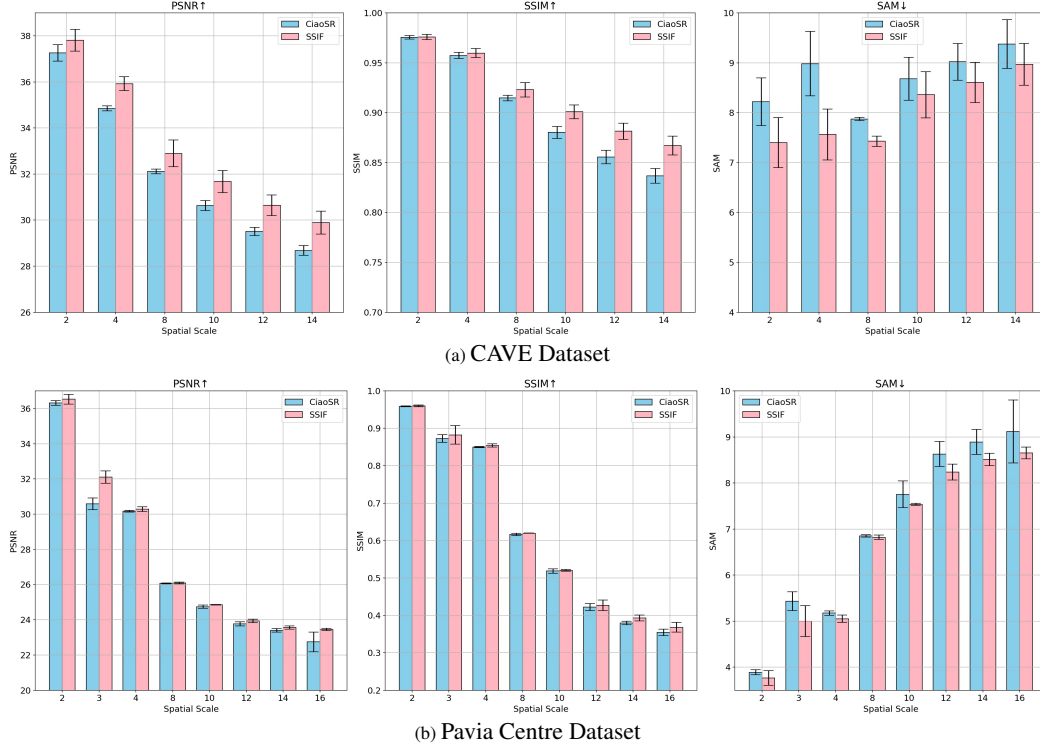 PSNR↑
38
36
34
32
30
28
26
PSNR
2 4 8 10 12 14
Spatial Scale
CiaoSR
SSIF
SSIM↑
1.00
0.95
0.90
0.85
0.80
0.75
0.70
SSIM
2 4 8 10 12 14
Spatial Scale
CiaoSR
SSIF
SAM↓
10
9
8
7
6
5
4
SAM
2 4 8 10 12 14
Spatial Scale
CiaoSR
SSIF
(a) CAVE Dataset
PSNR↑
36
34
32
30
28
26
24
22
20
PSNR
2 3 4 8 10 12 14 16
Spatial Scale
CiaoSR
SSIF
SSIM↑
1.0
0.9
0.8
0.7
0.6
0.5
0.4
0.3
0.2
SSIM
2 3 4 8 10 12 14 16
Spatial Scale
CiaoSR
SSIF
SAM↓
10
9
8
7
6
5
4
SAM
2 3 4 8 10 12 14 16
Spatial Scale
CiaoSR
SSIF
(b) Pavia Centre Dataset